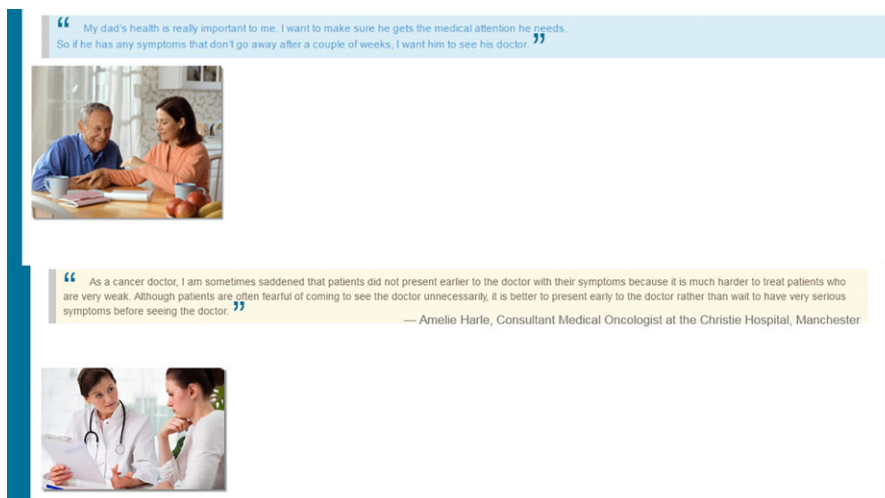 “ My dad's health is really important to me. I want to make sure he gets the medical attention he needs.
So if he has any symptoms that don't go away after a couple of weeks, I want him to see his doctor. ”
“ As a cancer doctor, I am sometimes saddened that patients did not present earlier to the doctor with their symptoms because it is much harder to treat patients who
are very weak. Although patients are often fearful of coming to see the doctor unnecessarily, it is better to present early to the doctor rather than wait to have very serious
symptoms before seeing the doctor. ”
— Amelie Harle, Consultant Medical Oncologist at the Christie Hospital, Manchester